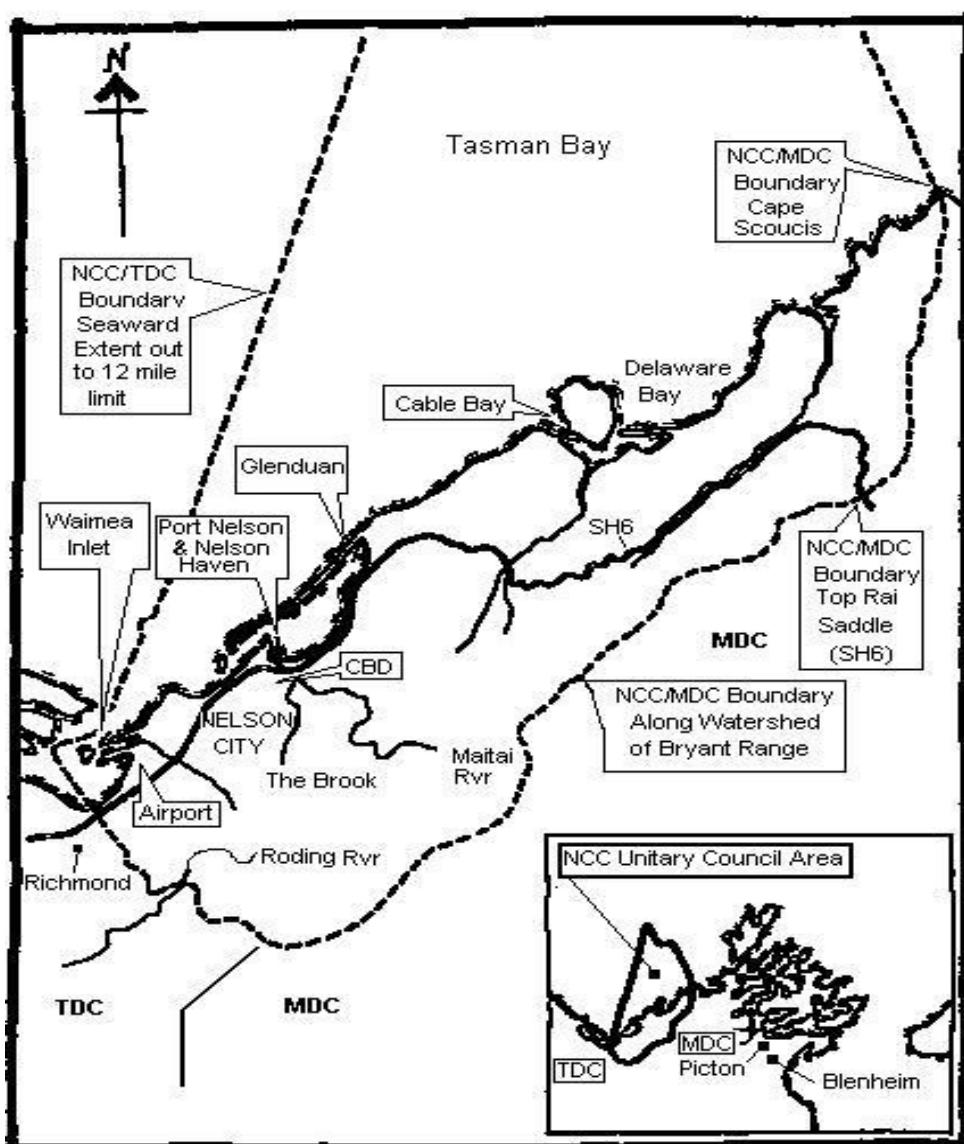 N
Tasman Bay
NCC/MDC
Boundary
Cape
Scoucis
NCC/TDC
Boundary
Seaward
Extent out
to 12 mile
limit
Delaware
Bay
Cable Bay
Glenduan
Waimea
Inlet
Port Nelson
& Nelson
Haven
SH6
NCC/MDC
Boundary
Top Rai
Saddle
(SH6)
MDC
CBD
NELSON
CITY
NCC/MDC Boundary
Along Watershed
of Bryant Range
The Brook
Maitai
Rvr
Airport
Richmond
Roding Rvr
TDC
MDC
NCC Unitary Council Area
TDC
MDC
Picton
Blenheim